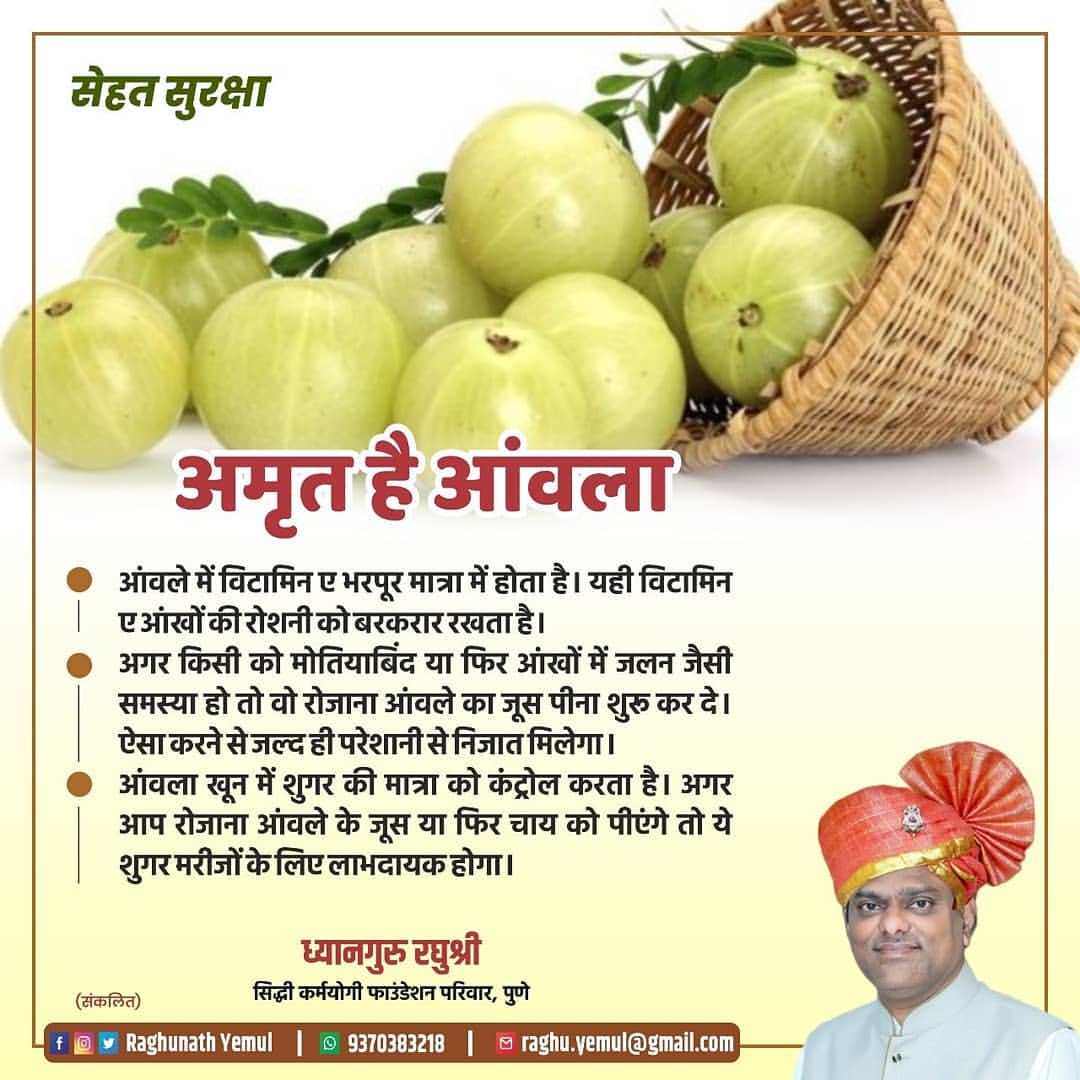 सेहत सुरक्षा
अमृत है आंवला
आंवले में विटामिन ए भरपूर मात्रा में होता है। यही विटामिन
ए आंखों की रोशनी को बरकरार रखता है।
अगर किसी को मोतियाबिंद या फिर आंखों में जलन जैसी
समस्या हो तो वो रोजाना आंवले का जूस पीना शुरू कर दे।
ऐसा करने से जल्द ही परेशानी से निजात मिलेगा।
आंवला खून में शुगर की मात्रा को कंट्रोल करता है। अगर
आप रोजाना आंवले के जूस या फिर चाय को पीएंगे तो ये
शुगर मरीजों के लिए लाभदायक होगा।
ध्यानगुरु रघुश्री
सिद्धी कर्मयोगी फाउंडेशन परिवार, पुणे
(संकलित)
Raghunath Yemul | 9370383218 | raghu.yemul@gmail.com